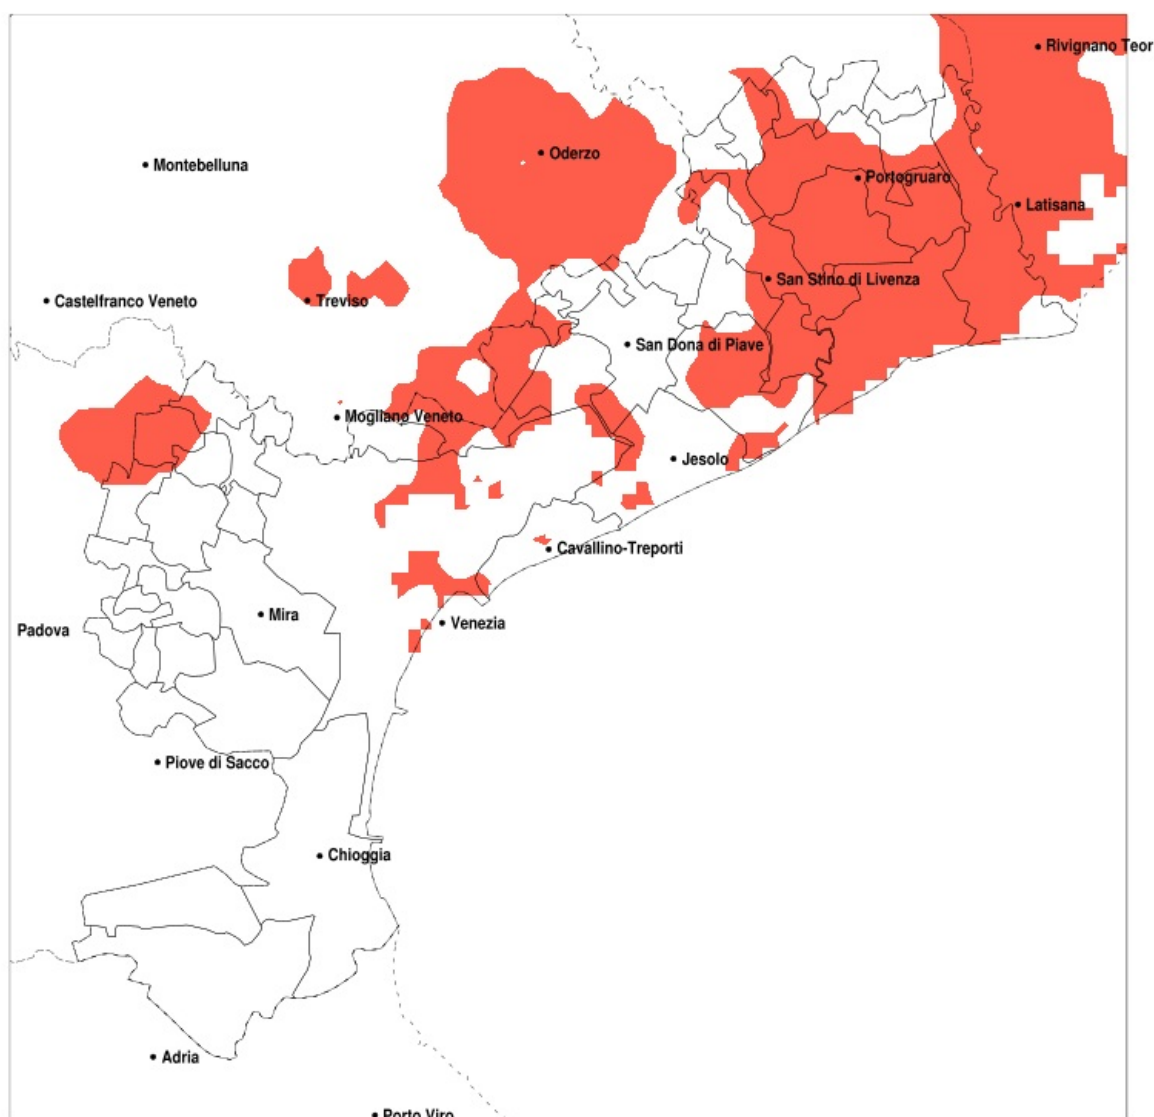 Rivignano Teor
Oderzo
Montebelluna
Portogruaro
Latisana
San Stino di Livenza
Treviso
Castelfranco Veneto
San Dona di Piave
Mogliano Veneto
Jesolo
Cavallino-Treporti
Mira
Venezia
Padova
Piove di Sacco
Chioggia
Adria
Porto Viro